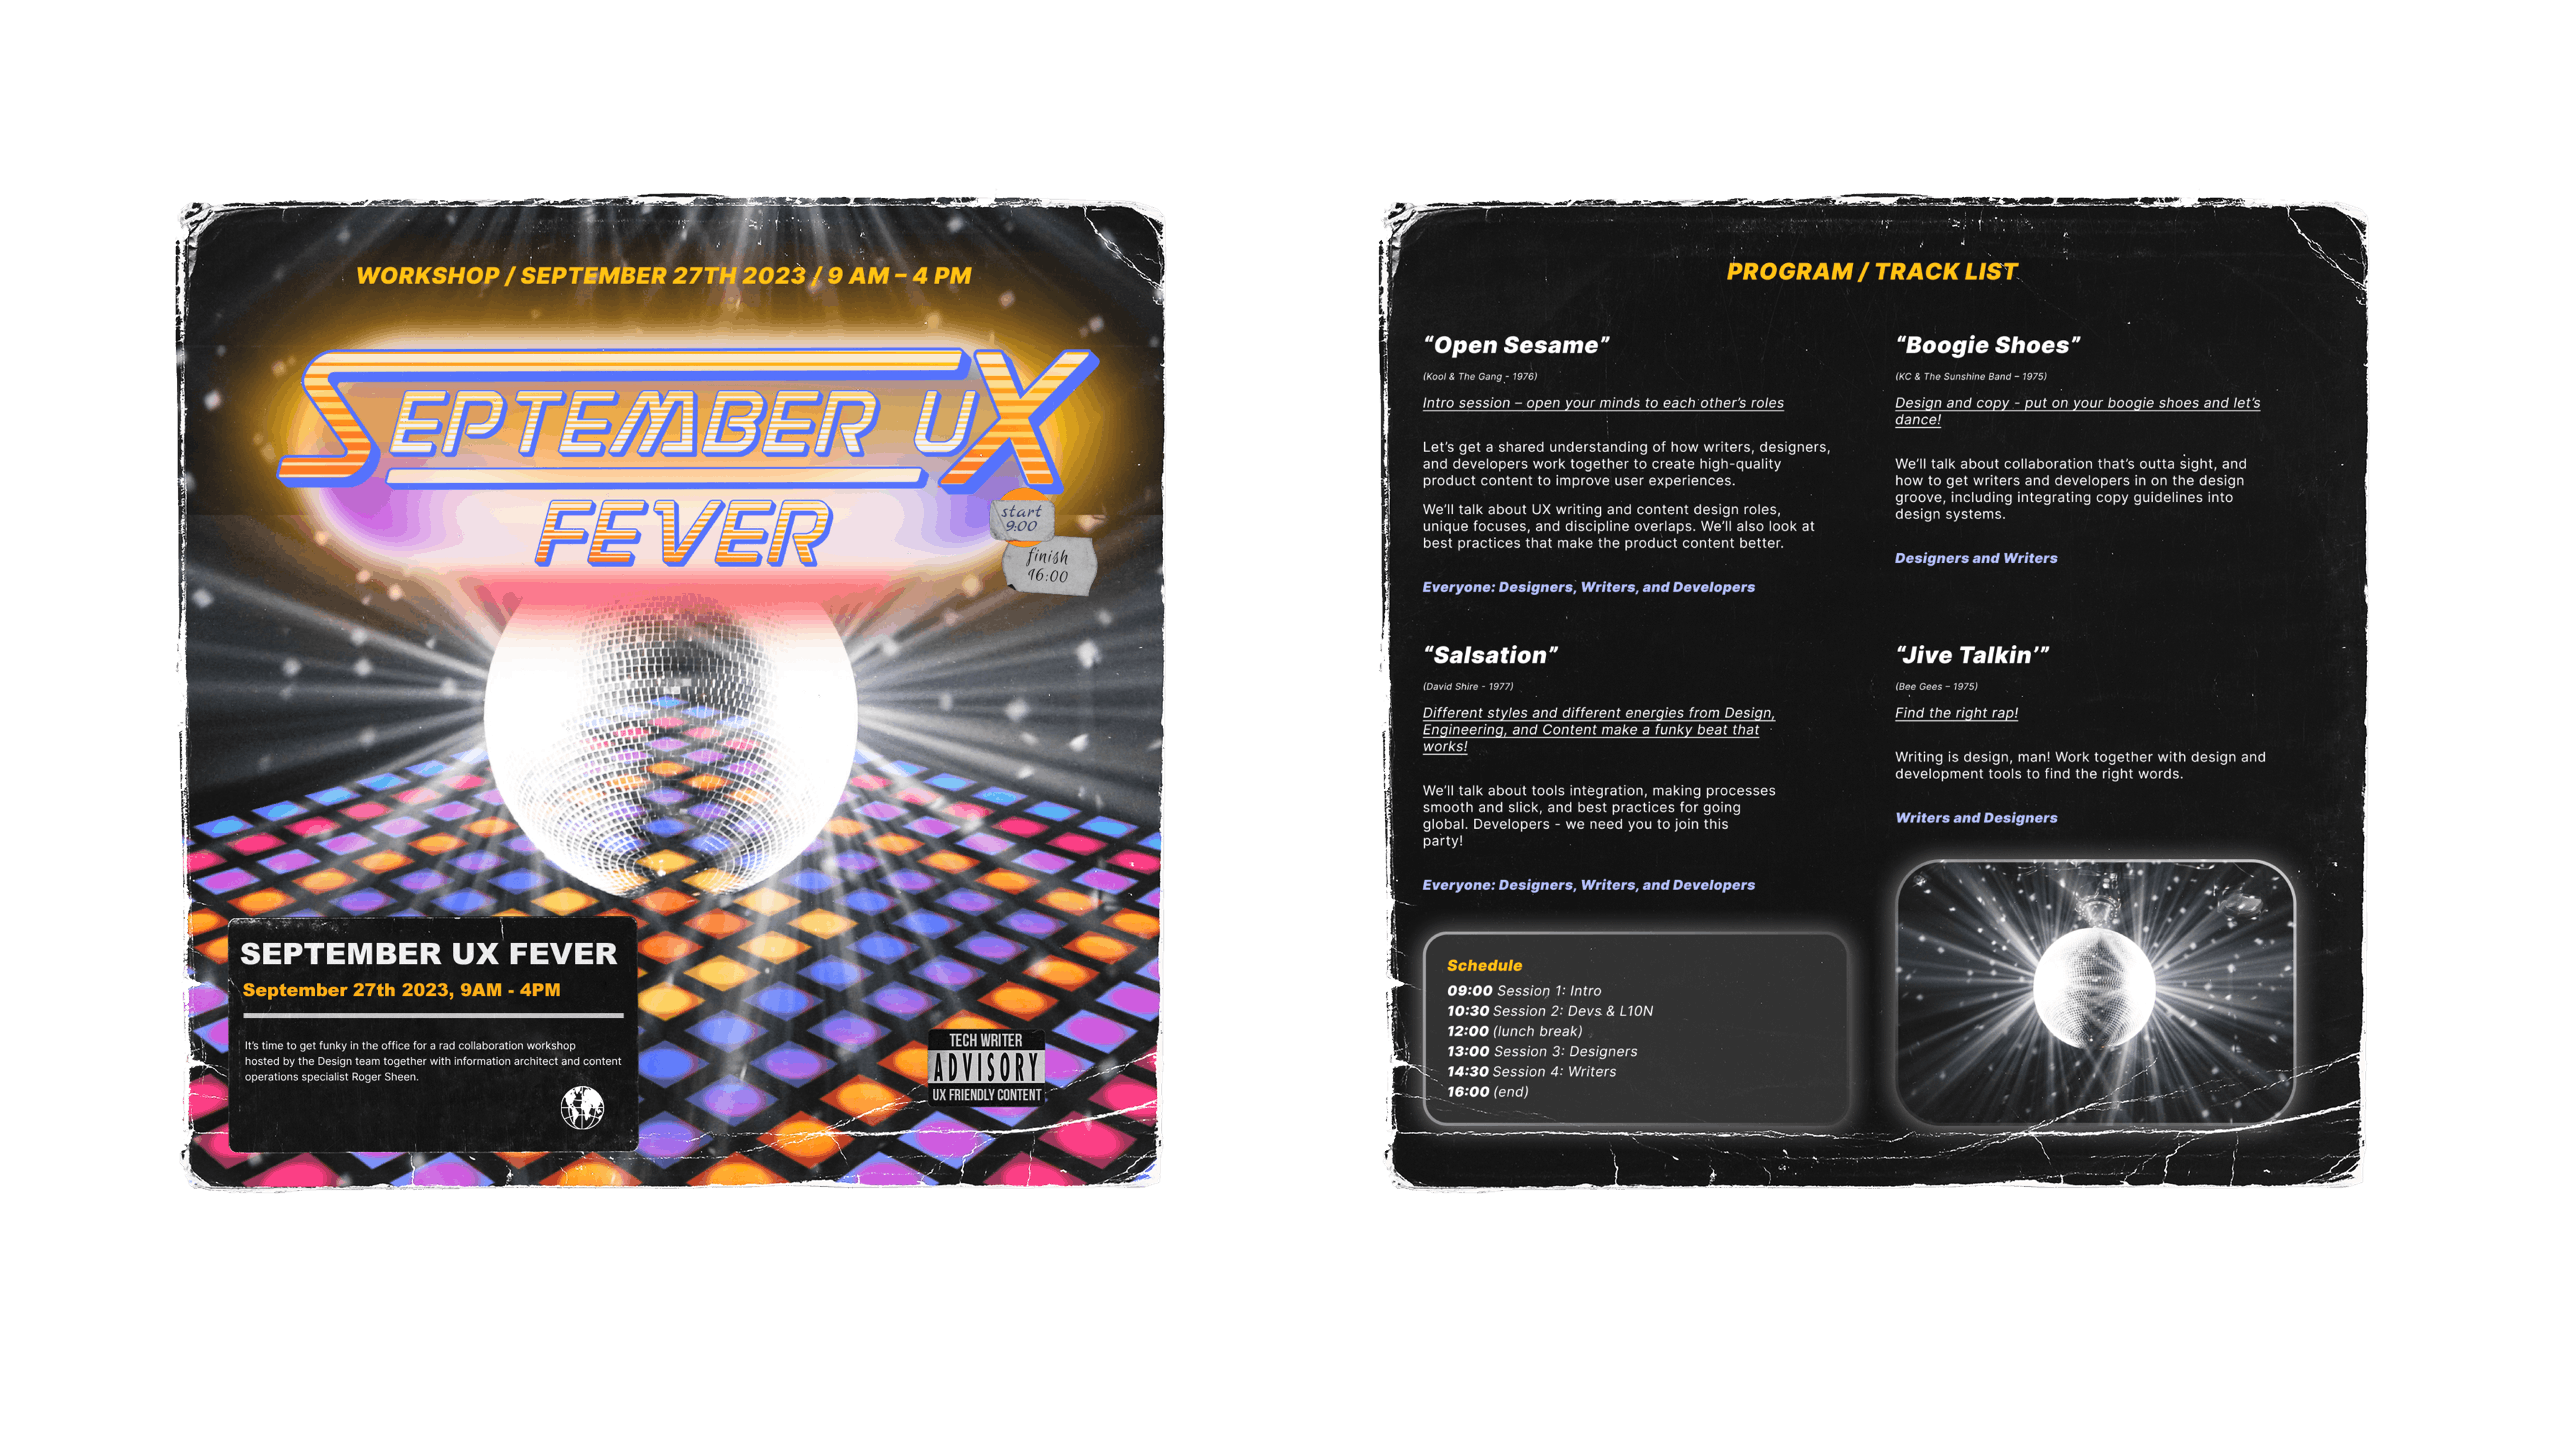 WORKSHOP / SEPTEMBER 27TH 2023 / 9 AM – 4 PM
SEPTEMBER UX
FEVER
start
9:00
finish
16:00
SEPTEMBER UX FEVER
September 27th 2023, 9AM - 4PM
It's time to get funky in the office for a rad collaboration workshop
hosted by the Design team together with information architect and content
operations specialist Roger Sheen.
TECH WRITER
ADVISORY
UX FRIENDLY CONTENT
PROGRAM / TRACK LIST
“Open Sesame”
(Kool & The Gang - 1976)
Intro session – open your minds to each other's roles
Let's get a shared understanding of how writers, designers,
and developers work together to create high-quality
product content to improve user experiences.
We'll talk about UX writing and content design roles,
unique focuses, and discipline overlaps. We'll also look at
best practices that make the product content better.
Everyone: Designers, Writers, and Developers
“Salsation”
(David Shire - 1977)
Different styles and different energies from Design,
Engineering, and Content make a funky beat that
works!
We'll talk about tools integration, making processes
smooth and slick, and best practices for going
global. Developers - we need you to join this
party!
Everyone: Designers, Writers, and Developers
Schedule
09:00 Session 1: Intro
10:30 Session 2: Devs & L10N
12:00 (lunch break)
13:00 Session 3: Designers
14:30 Session 4: Writers
16:00 (end)
“Boogie Shoes”
(KC & The Sunshine Band – 1975)
Design and copy - put on your boogie shoes and let's
dance!
We'll talk about collaboration that's outta sight, and
how to get writers and developers in on the design
groove, including integrating copy guidelines into
design systems.
Designers and Writers
“Jive Talkin'”
(Bee Gees – 1975)
Find the right rap!
Writing is design, man! Work together with design and
development tools to find the right words.
Writers and Designers